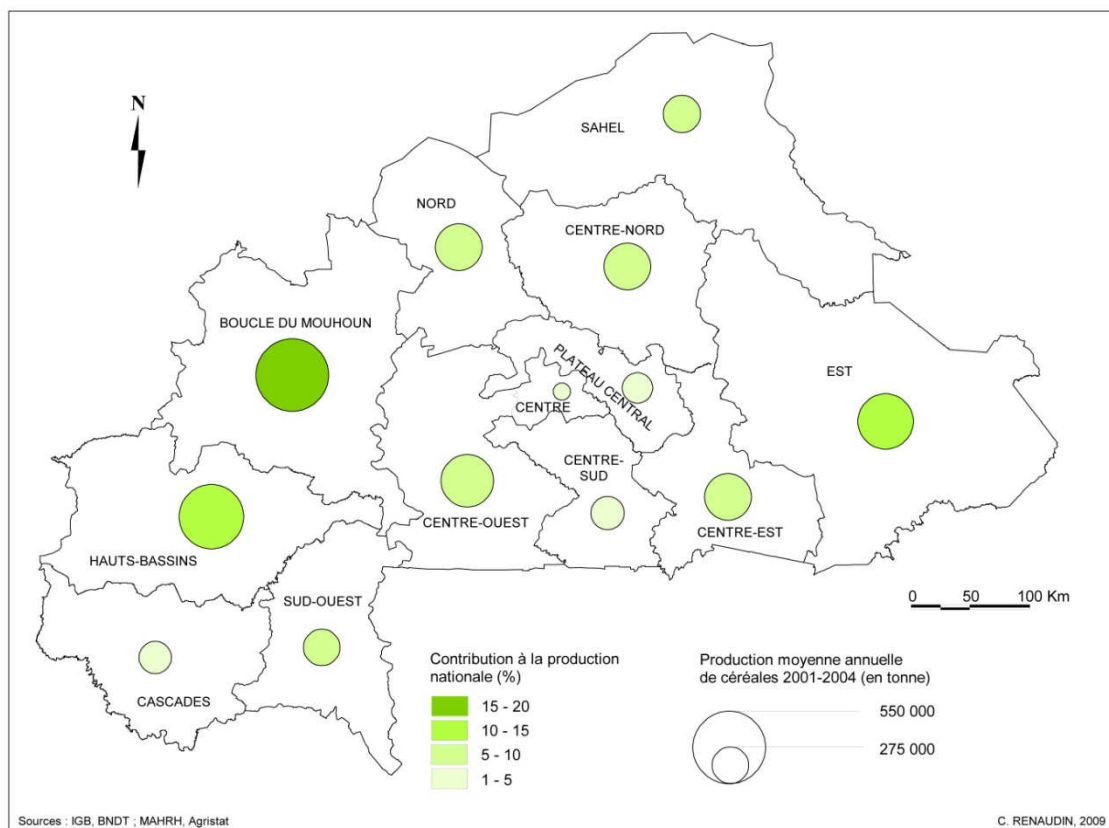 N
SAHEL
NORD
CENTRE-NORD
BOUCLE DU MOUHOUN
PLATEAU CENTRAL
EST
CENTRE
CENTRE-
SUD
CENTRE-OUEST
CENTRE-EST
HAUTS-BASSINS
SUD-OUEST
CASCADES
0 50 100 Km
Contribution à la production
nationale (%)
15 - 20
10 - 15
5 - 10
1 - 5
Production moyenne annuelle
de céréales 2001-2004 (en tonne)
550 000
275 000
Sources : IGB, BNDT ; MAHRH, Agristat
C. RENAUDIN, 2009